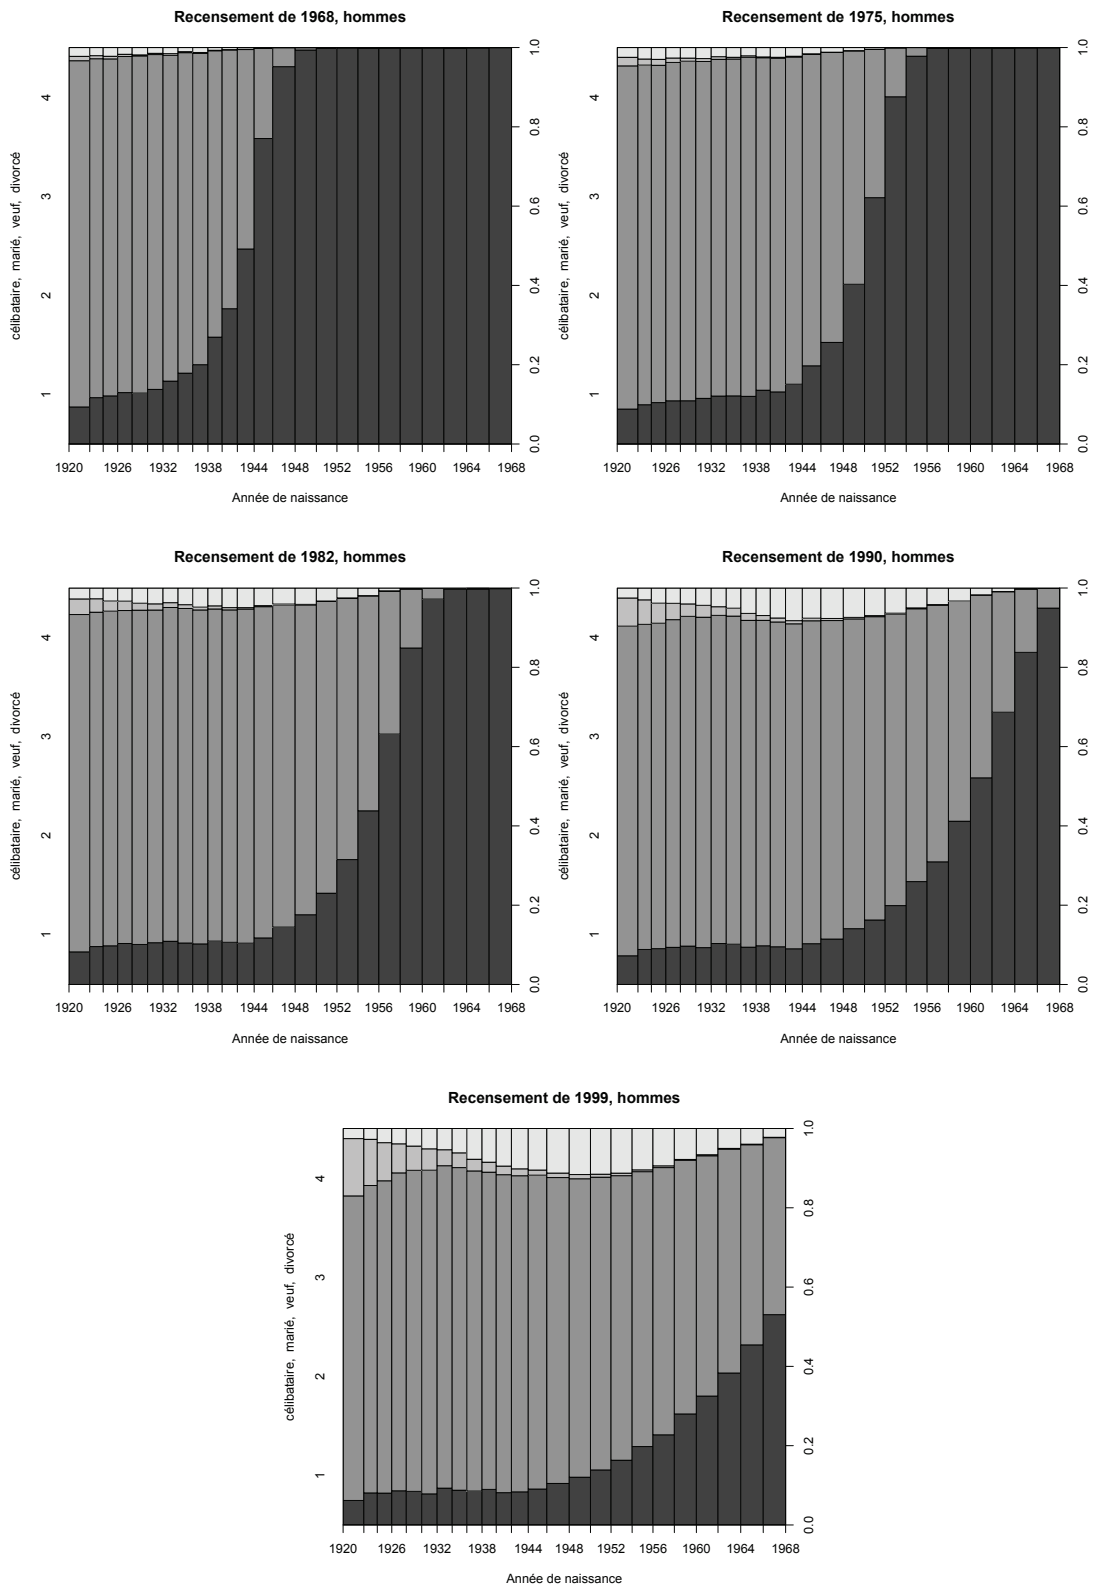 Recensement de 1968, hommes
célibataire, marié, veuf, divorcé
1 2 3 4
0.0 0.2 0.4 0.6 0.8 1.0
1920 1926 1932 1938 1944 1948 1952 1956 1960 1964 1968
Année de naissance
Recensement de 1975, hommes
célibataire, marié, veuf, divorcé
1 2 3 4
0.0 0.2 0.4 0.6 0.8 1.0
1920 1926 1932 1938 1944 1948 1952 1956 1960 1964 1968
Année de naissance
Recensement de 1982, hommes
célibataire, marié, veuf, divorcé
1 2 3 4
0.0 0.2 0.4 0.6 0.8 1.0
1920 1926 1932 1938 1944 1948 1952 1956 1960 1964 1968
Année de naissance
Recensement de 1990, hommes
célibataire, marié, veuf, divorcé
1 2 3 4
0.0 0.2 0.4 0.6 0.8 1.0
1920 1926 1932 1938 1944 1948 1952 1956 1960 1964 1968
Année de naissance
Recensement de 1999, hommes
célibataire, marié, veuf, divorcé
1 2 3 4
0.0 0.2 0.4 0.6 0.8 1.0
1920 1926 1932 1938 1944 1948 1952 1956 1960 1964 1968
Année de naissance